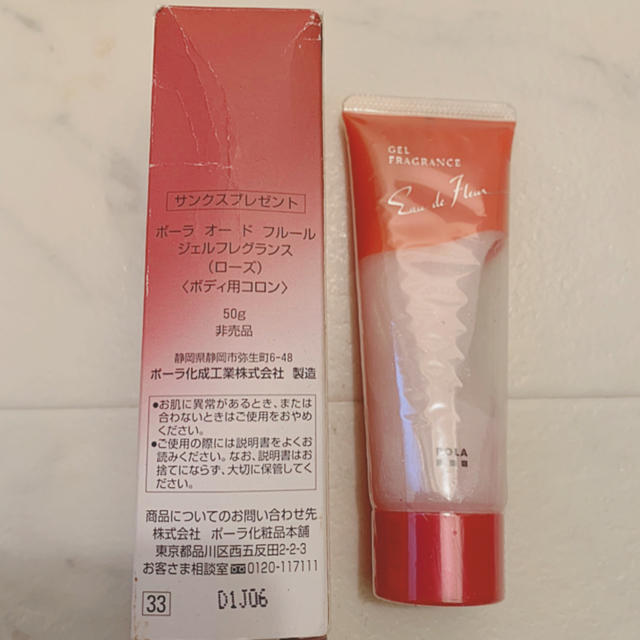 サンクスプレゼント
ポーラ オー ド フルール
ジェルフレグランス
(ローズ)
〈ボディ用コロン〉
50g
非売品
静岡県静岡市弥生町6-48
ポーラ化成工業株式会社 製造
●お肌に異常があるとき、または
合わないときはご使用をおやめ
ください。
●ご使用の際には説明書をよくお
読みください。なお、説明書はお
捨てにならず、大切に保管してく
ださい。
商品についてのお問い合わせ先
株式会社 ポーラ化粧品本舗
東京都品川区西五反田2-2-3
お客さま相談室 0120-117111
33
D1J06
GEL
FRAGRANCE
Eau de Fleur
POLA